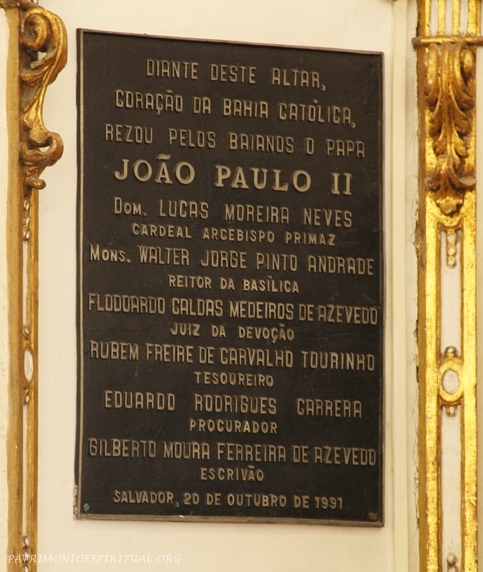 DIANTE DESTE ALTAR,
CORAÇÃO DA BAHIA CATÓLICA,
REZOU PELOS BAIANOS O PAPA
JOÃO PAULO II
DOM. LUCAS MOREIRA NEVES
CARDEAL ARCEBISPO PRIMAZ
MONS. WALTER JORGE PINTO ANDRADE
REITOR DA BASÍLICA
FLODOARDO CALDAS MEDEIROS DE AZEVEDO
JUIZ DA DEVOÇÃO
RUBEM FREIRE DE CARVALHO TOURINHO
TESOUREIRO
EDUARDO RODRIGUES CARRERA
PROCURADOR
GILBERTO MOURA FERREIRA DE AZEVEDO
ESCRIVÃO
SALVADOR, 20 DE OUTUBRO DE 1991
PATRIMONIOESPIRITUAL.ORG